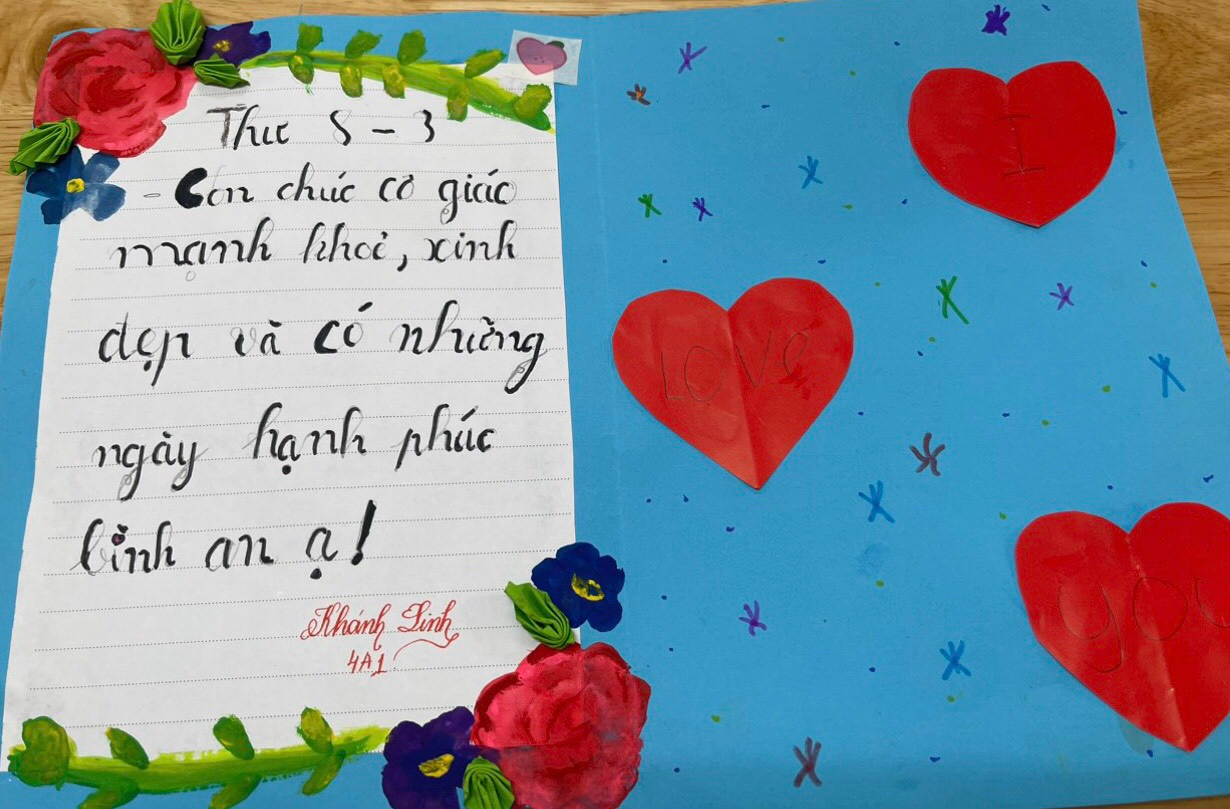 Thư 8 - 3
- Con chúc cô giáo
mạnh khoẻ, xinh
đẹp và có những
ngày hạnh phúc
bình an ạ!
Khánh Linh
4A1
I
LOVE
you